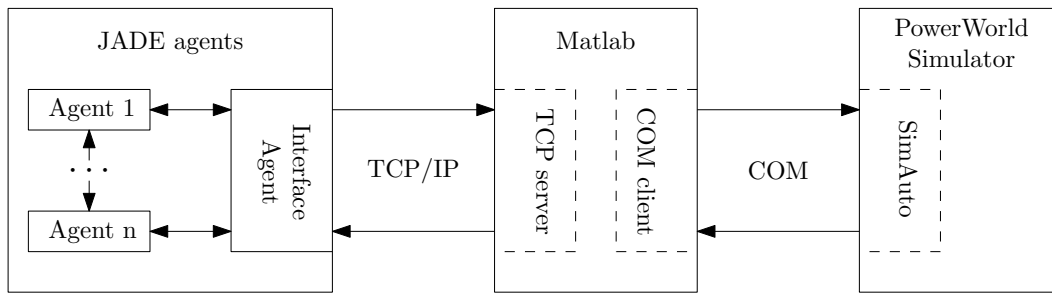 JADE agents
Agent 1
. . .
Agent n
Interface
Agent
TCP/IP
Matlab
TCP server
COM client
COM
PowerWorld
Simulator
SimAuto